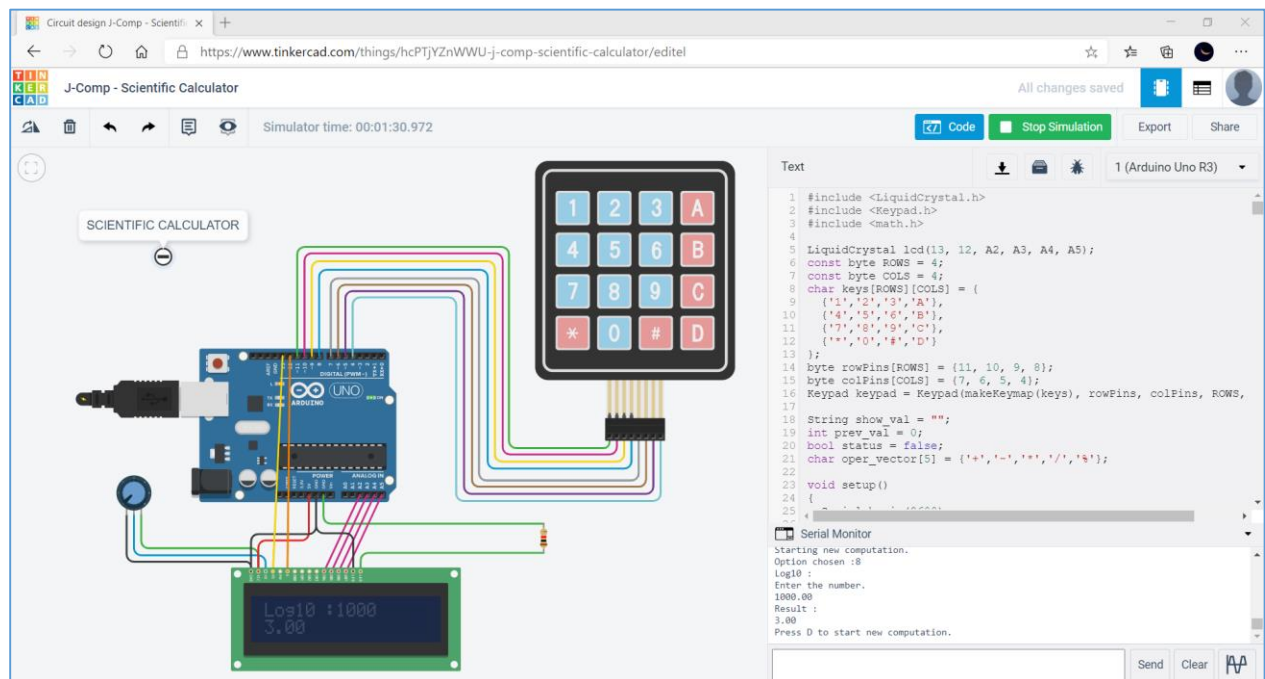 Circuit design J-Comp - Scientifi
https://www.tinkercad.com/things/hcPTjYZnWWU-j-comp-scientific-calculator/editel
TIN
KER
CAD
J-Comp - Scientific Calculator
All changes saved
Simulator time: 00:01:30.972
Code
Stop Simulation
Export
Share
SCIENTIFIC CALCULATOR
1 2 3 A
4 5 6 B
7 8 9 C
* 0 # D
DIGITAL (PWM~)
UNO
ARDUINO
POWER
ANALOG IN
Log10 :1000
3.00
Text
1 (Arduino Uno R3)
1 #include <LiquidCrystal.h>
2 #include <Keypad.h>
3 #include <math.h>
4
5 LiquidCrystal lcd(13, 12, A2, A3, A4, A5);
6 const byte ROWS = 4;
7 const byte COLS = 4;
8 char keys[ROWS][COLS] = {
9 {'1','2','3','A'},
10 {'4','5','6','B'},
11 {'7','8','9','C'},
12 {'*','0','#','D'}
13 };
14 byte rowPins[ROWS] = {11, 10, 9, 8};
15 byte colPins[COLS] = {7, 6, 5, 4};
16 Keypad keypad = Keypad(makeKeymap(keys), rowPins, colPins, ROWS,
17
18 String show_val = "";
19 int prev_val = 0;
20 bool status = false;
21 char oper_vector[5] = {'+','-','*','/','%'};
22
23 void setup()
24 {
25
Serial Monitor
Starting new computation.
Option chosen :8
Log10 :
Enter the number.
1000.00
Result :
3.00
Press D to start new computation.
Send
Clear